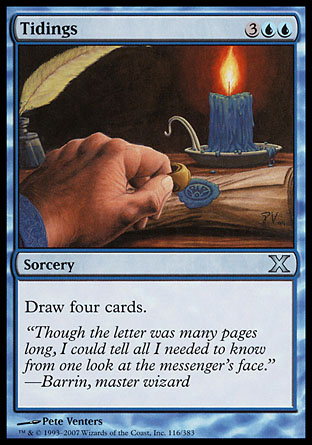 Tidings 3
Sorcery X
Draw four cards.
“Though the letter was many pages
long, I could tell all I needed to know
from one look at the messenger’s face.”
—Barrin, master wizard
Pete Venters
™ & © 1993–2007 Wizards of the Coast, Inc. 116/383